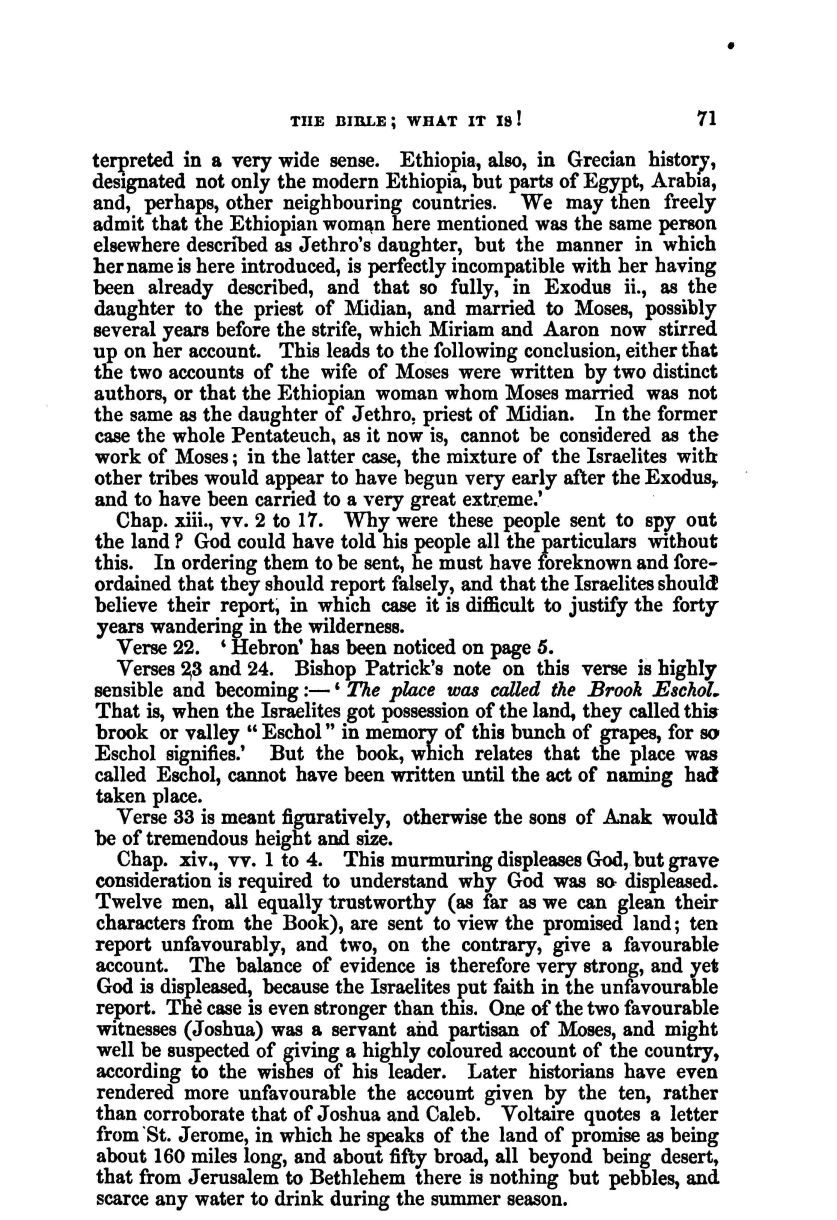 THE BIBLE; WHAT IT IS! 71
terpreted in a very wide sense. Ethiopia, also, in Grecian history,
designated not only the modern Ethiopia, but parts of Egypt, Arabia,
and, perhaps, other neighbouring countries. We may then freely
admit that the Ethiopian woman here mentioned was the same person
elsewhere described as Jethro's daughter, but the manner in which
her name is here introduced, is perfectly incompatible with her having
been already described, and that so fully, in Exodus ii., as the
daughter to the priest of Midian, and married to Moses, possibly
several years before the strife, which Miriam and Aaron now stirred
up on her account. This leads to the following conclusion, either that
the two accounts of the wife of Moses were written by two distinct
authors, or that the Ethiopian woman whom Moses married was not
the same as the daughter of Jethro, priest of Midian. In the former
case the whole Pentateuch, as it now is, cannot be considered as the
work of Moses; in the latter case, the mixture of the Israelites with
other tribes would appear to have begun very early after the Exodus,
and to have been carried to a very great extreme.'
Chap. xiii., vv. 2 to 17. Why were these people sent to spy out
the land? God could have told his people all the particulars without
this. In ordering them to be sent, he must have foreknown and fore-
ordained that they should report falsely, and that the Israelites should
believe their report, in which case it is difficult to justify the forty
years wandering in the wilderness.
Verse 22. 'Hebron' has been noticed on page 5.
Verses 23 and 24. Bishop Patrick's note on this verse is highly
sensible and becoming:—'The place was called the Brook Eschol.
That is, when the Israelites got possession of the land, they called this
brook or valley "Eschol" in memory of this bunch of grapes, for so
Eschol signifies.' But the book, which relates that the place was
called Eschol, cannot have been written until the act of naming had
taken place.
Verse 33 is meant figuratively, otherwise the sons of Anak would
be of tremendous height and size.
Chap. xiv., vv. 1 to 4. This murmuring displeases God, but grave
consideration is required to understand why God was so displeased.
Twelve men, all equally trustworthy (as far as we can glean their
characters from the Book), are sent to view the promised land; ten
report unfavourably, and two, on the contrary, give a favourable
account. The balance of evidence is therefore very strong, and yet
God is displeased, because the Israelites put faith in the unfavourable
report. The case is even stronger than this. One of the two favourable
witnesses (Joshua) was a servant and partisan of Moses, and might
well be suspected of giving a highly coloured account of the country,
according to the wishes of his leader. Later historians have even
rendered more unfavourable the account given by the ten, rather
than corroborate that of Joshua and Caleb. Voltaire quotes a letter
from St. Jerome, in which he speaks of the land of promise as being
about 160 miles long, and about fifty broad, all beyond being desert,
that from Jerusalem to Bethlehem there is nothing but pebbles, and
scarce any water to drink during the summer season.